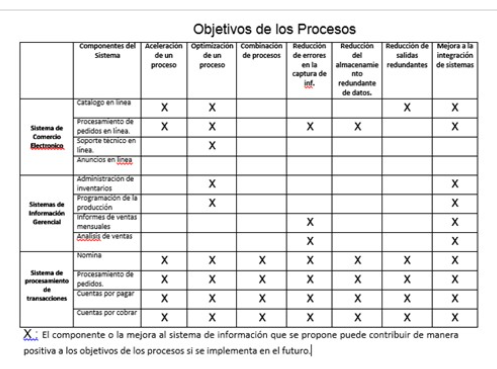 Objetivos de los Procesos
Componentes del Sistema | Aceleración de un proceso | Optimización de un proceso | Combinación de procesos | Reducción de errores en la captura de inf. | Reducción del almacenamie nto redundante de datos. | Reducción de salidas redundantes | Mejora a la integración de sistemas
Sistema de Comercio Electronico
Catalogo en linea X X X X
Procesamiento de pedidos en línea. X X X X X
Soporte tecnico en línea. X
Anuncios en línea
Sistemas de Información Gerencial
Administración de inventarios X X
Programación de la producción X X
Informes de ventas mensuales X X
Analisis de ventas X X
Sistema de procesamiento de transacciones
Nomina X X X X X X X
Procesamiento de pedidos. X X X X X X X
Cuentas por pagar X X X X X X X
Cuentas por cobrar X X X X X X X
X : El componente o la mejora al sistema de información que se propone puede contribuir de manera
positiva a los objetivos de los procesos si se implementa en el futuro.